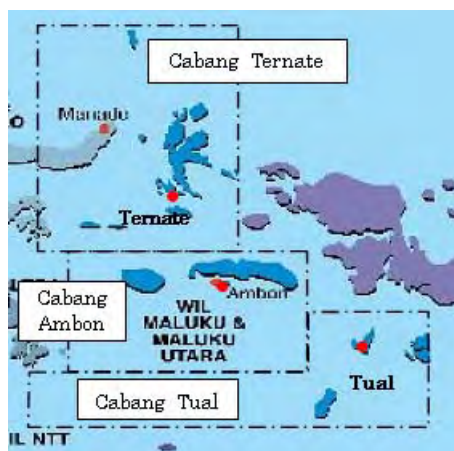 Cabang Ternate
Manado
Ternate
Cabang
Ambon
Ambon
WIL
MALUKU &
MALUKU
UTARA
Tual
Cabang Tual
IL NTT